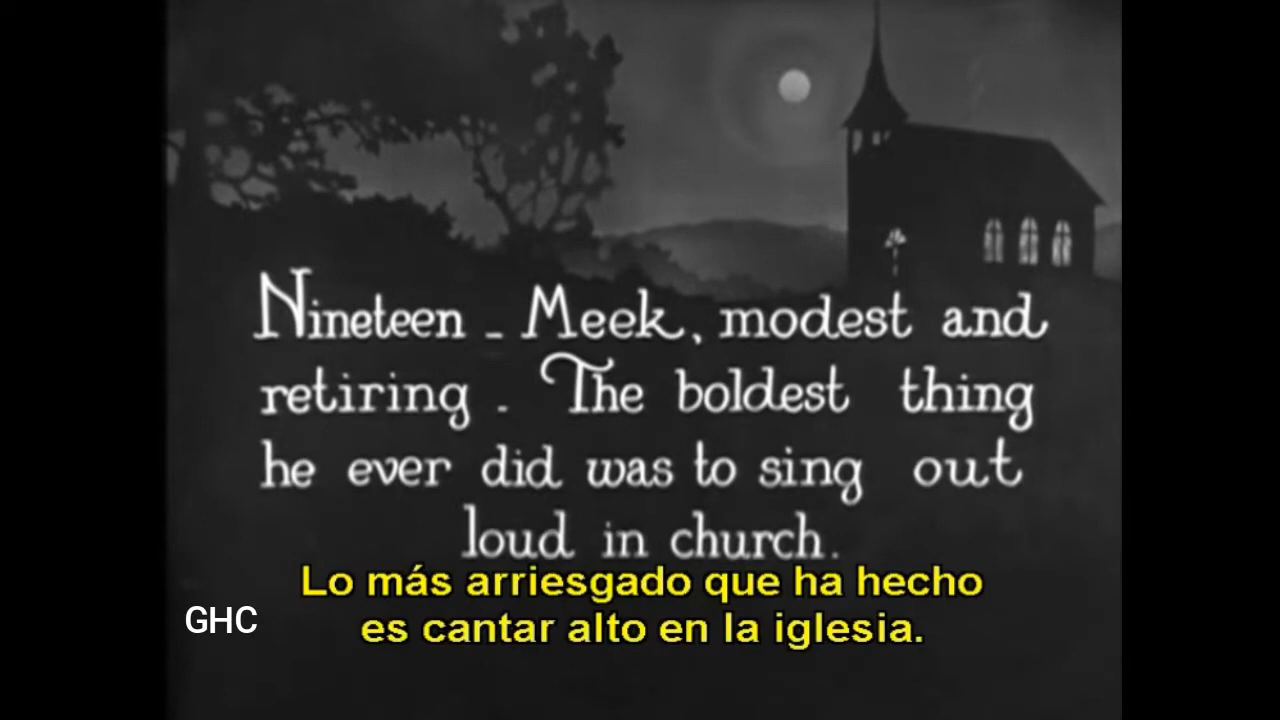 Nineteen - Meek, modest and
retiring. The boldest thing
he ever did was to sing out
loud in church.
Lo más arriesgado que ha hecho
es cantar alto en la iglesia.
GHC